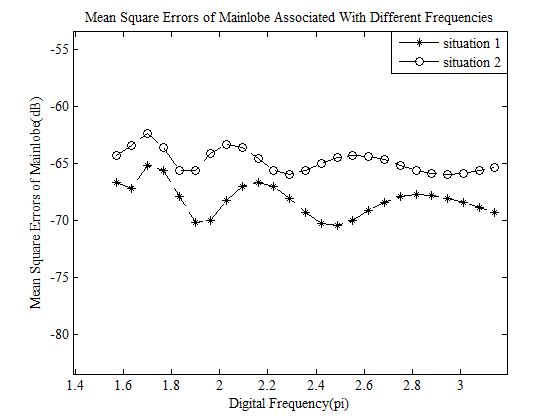 Mean Square Errors of Mainlobe Associated With Different Frequencies
situation 1
situation 2
Mean Square Errors of Mainlobe(dB)
-55
-60
-65
-70
-75
-80
1.4 1.6 1.8 2 2.2 2.4 2.6 2.8 3
Digital Frequency(pi)